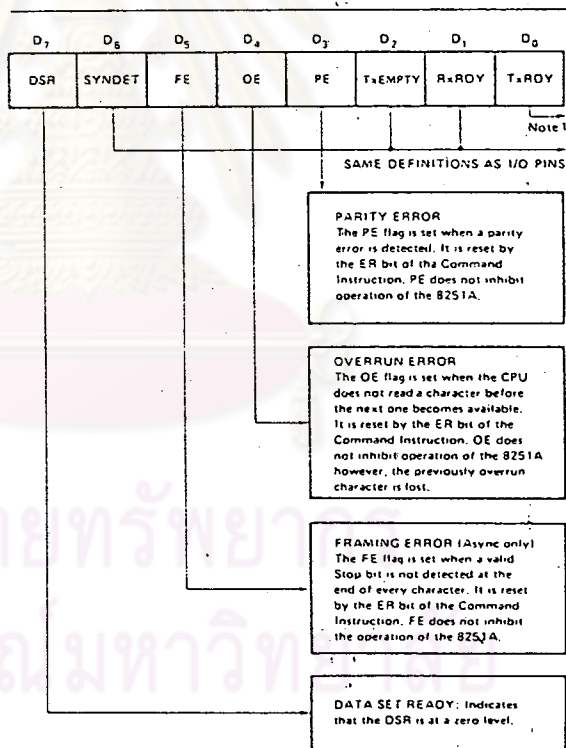 D7 D6 D5 D4 D3 D2 D1 D0
DSR SYNDET FE OE PE TxEMPTY RxRDY TxRDY
Note 1
SAME DEFINITIONS AS I/O PINS
PARITY ERROR
The PE flag is set when a parity
error is detected. It is reset by
the ER bit of the Command
Instruction. PE does not inhibit
operation of the 8251A.
OVERRUN ERROR
The OE flag is set when the CPU
does not read a character before
the next one becomes available.
It is reset by the ER bit of the
Command Instruction. OE does
not inhibit operation of the 8251A
however, the previously overrun
character is lost.
FRAMING ERROR (Async only)
The FE flag is set when a valid
Stop bit is not detected at the
end of every character. It is reset
by the ER bit of the Command
Instruction. FE does not inhibit
the operation of the 8251A.
DATA SET READY: Indicates
that the DSR is at a zero level.